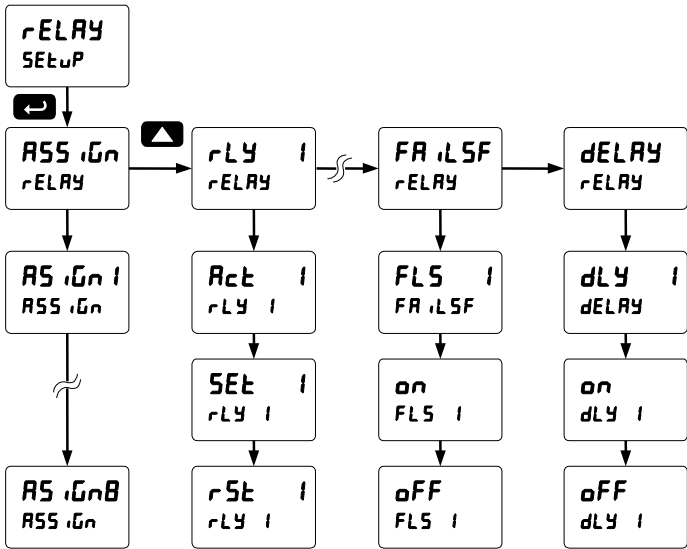 rELAY
SEtuP
ASSiGn
rELAY
rLY 1
rELAY
FAiLSF
rELAY
dELAY
rELAY
ASiGn1
ASSiGn
Act 1
rLY 1
FLS 1
FAiLSF
dLY 1
dELAY
SEt 1
rLY 1
on
FLS 1
on
dLY 1
ASiGn8
ASSiGn
rSt 1
rLY 1
oFF
FLS 1
oFF
dLY 1